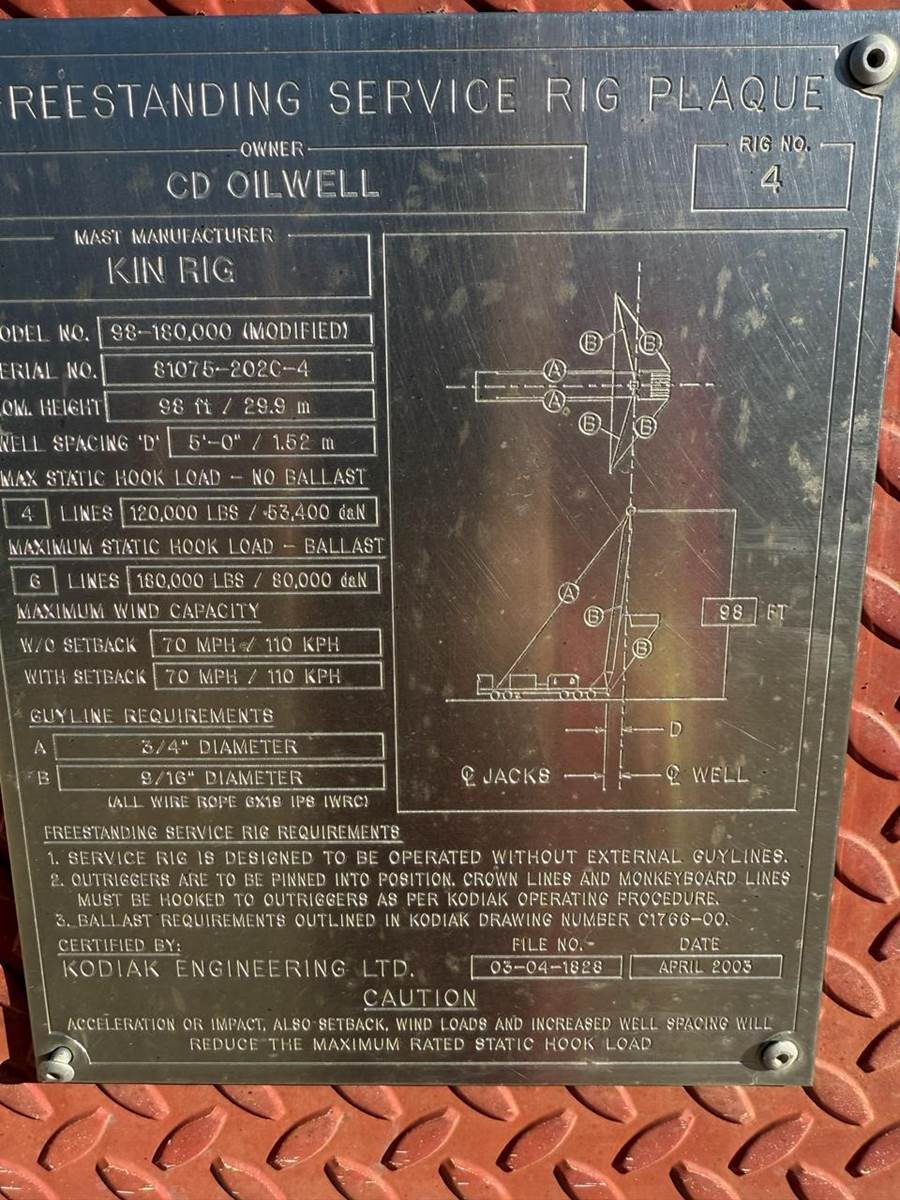 REESTANDING SERVICE RIG PLAQUE
OWNER
CD OILWELL
RIG NO.
4
MAST MANUFACTURER
KIN RIG
ODEL NO. 98-180,000 (MODIFIED)
ERIAL NO. 81075-202C-4
OM. HEIGHT 98 ft / 29.9 m
WELL SPACING 'D' 5'-0" / 1.52 m
MAX STATIC HOOK LOAD - NO BALLAST
4 LINES 120,000 LBS / 53,400 daN
MAXIMUM STATIC HOOK LOAD - BALLAST
6 LINES 180,000 LBS / 80,000 daN
MAXIMUM WIND CAPACITY
W/O SETBACK 70 MPH / 110 KPH
WITH SETBACK 70 MPH / 110 KPH
GUYLINE REQUIREMENTS
A 3/4" DIAMETER
B 9/16" DIAMETER
(ALL WIRE ROPE 6X19 IPS IWRC)
B B
A
A
B B
A
B
B
98 FT
D
℄ JACKS ℄ WELL
FREESTANDING SERVICE RIG REQUIREMENTS
1. SERVICE RIG IS DESIGNED TO BE OPERATED WITHOUT EXTERNAL GUYLINES.
2. OUTRIGGERS ARE TO BE PINNED INTO POSITION. CROWN LINES AND MONKEYBOARD LINES
MUST BE HOOKED TO OUTRIGGERS AS PER KODIAK OPERATING PROCEDURE.
3. BALLAST REQUIREMENTS OUTLINED IN KODIAK DRAWING NUMBER C1766-00.
CERTIFIED BY:
KODIAK ENGINEERING LTD.
FILE NO.
03-04-1828
DATE
APRIL 2003
CAUTION
ACCELERATION OR IMPACT, ALSO SETBACK, WIND LOADS AND INCREASED WELL SPACING WILL
REDUCE THE MAXIMUM RATED STATIC HOOK LOAD